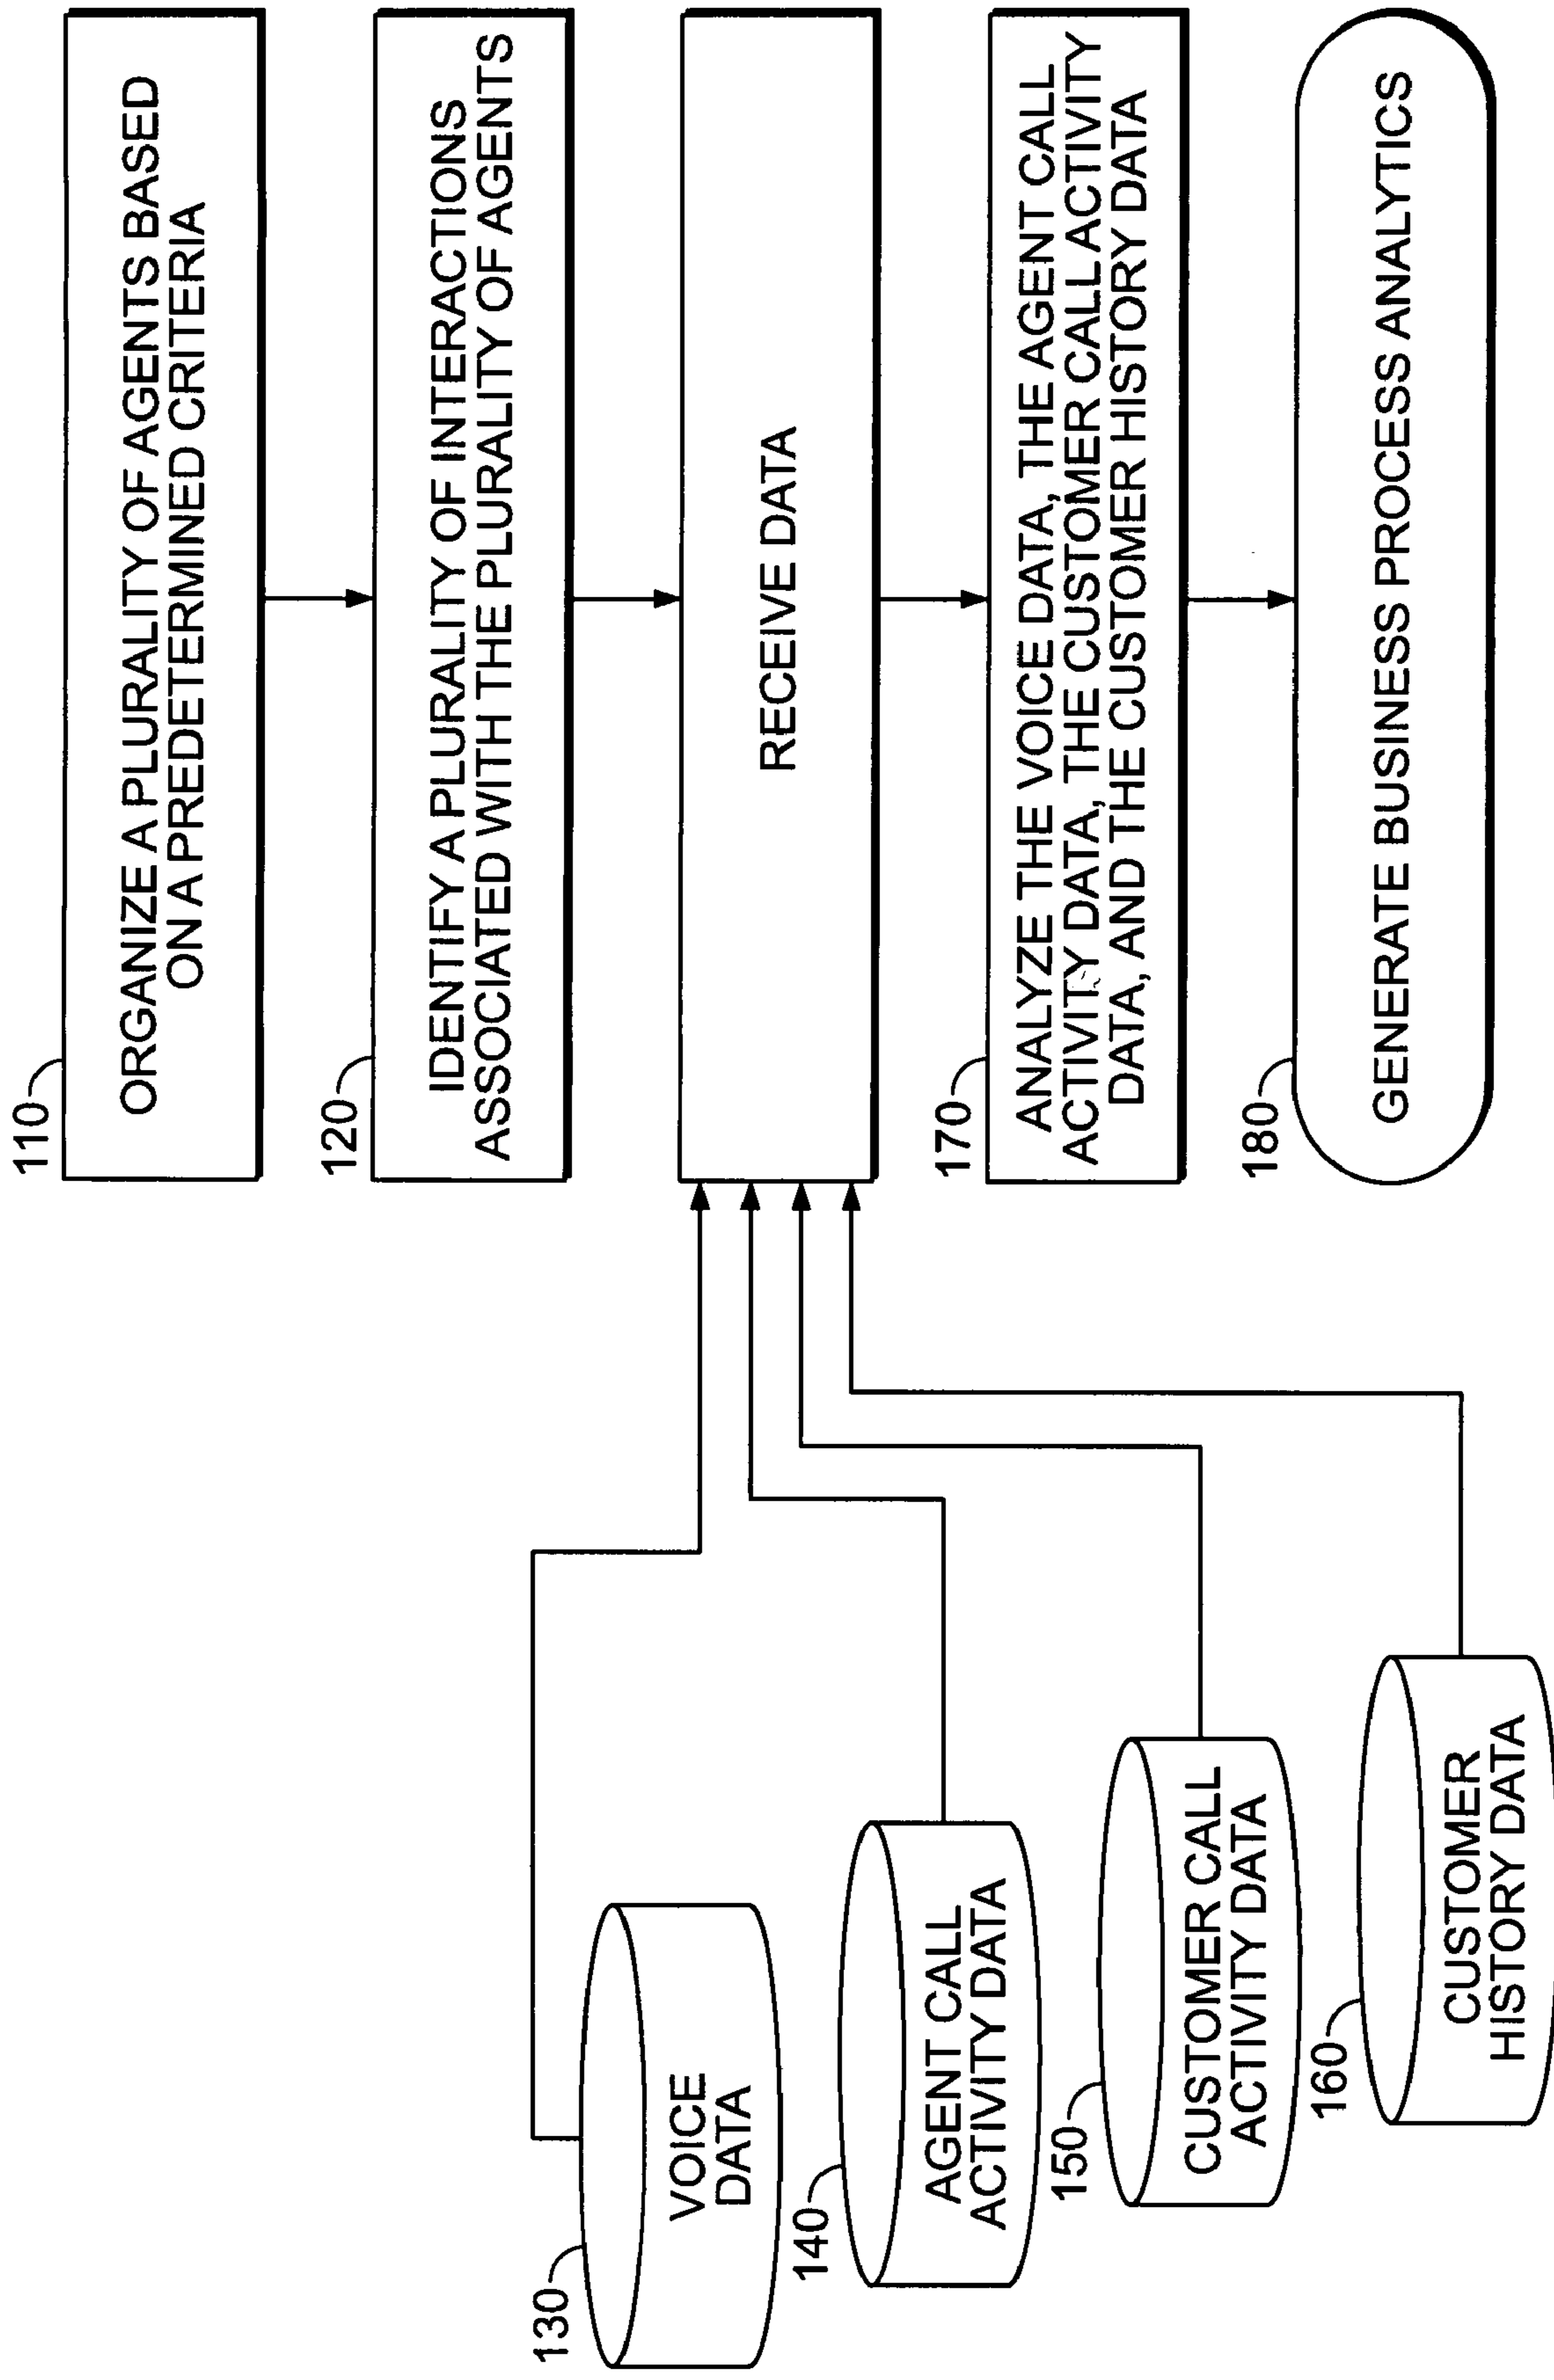 110
ORGANIZE A PLURALITY OF AGENTS BASED
ON A PREDETERMINED CRITERIA
120
IDENTIFY A PLURALITY OF INTERACTIONS
ASSOCIATED WITH THE PLURALITY OF AGENTS
RECEIVE DATA
130
VOICE
DATA
140
AGENT CALL
ACTIVITY DATA
150
CUSTOMER CALL
ACTIVITY DATA
160
CUSTOMER
HISTORY DATA
170
ANALYZE THE VOICE DATA, THE AGENT CALL
ACTIVITY DATA, THE CUSTOMER CALL ACTIVITY
DATA, AND THE CUSTOMER HISTORY DATA
180
GENERATE BUSINESS PROCESS ANALYTICS